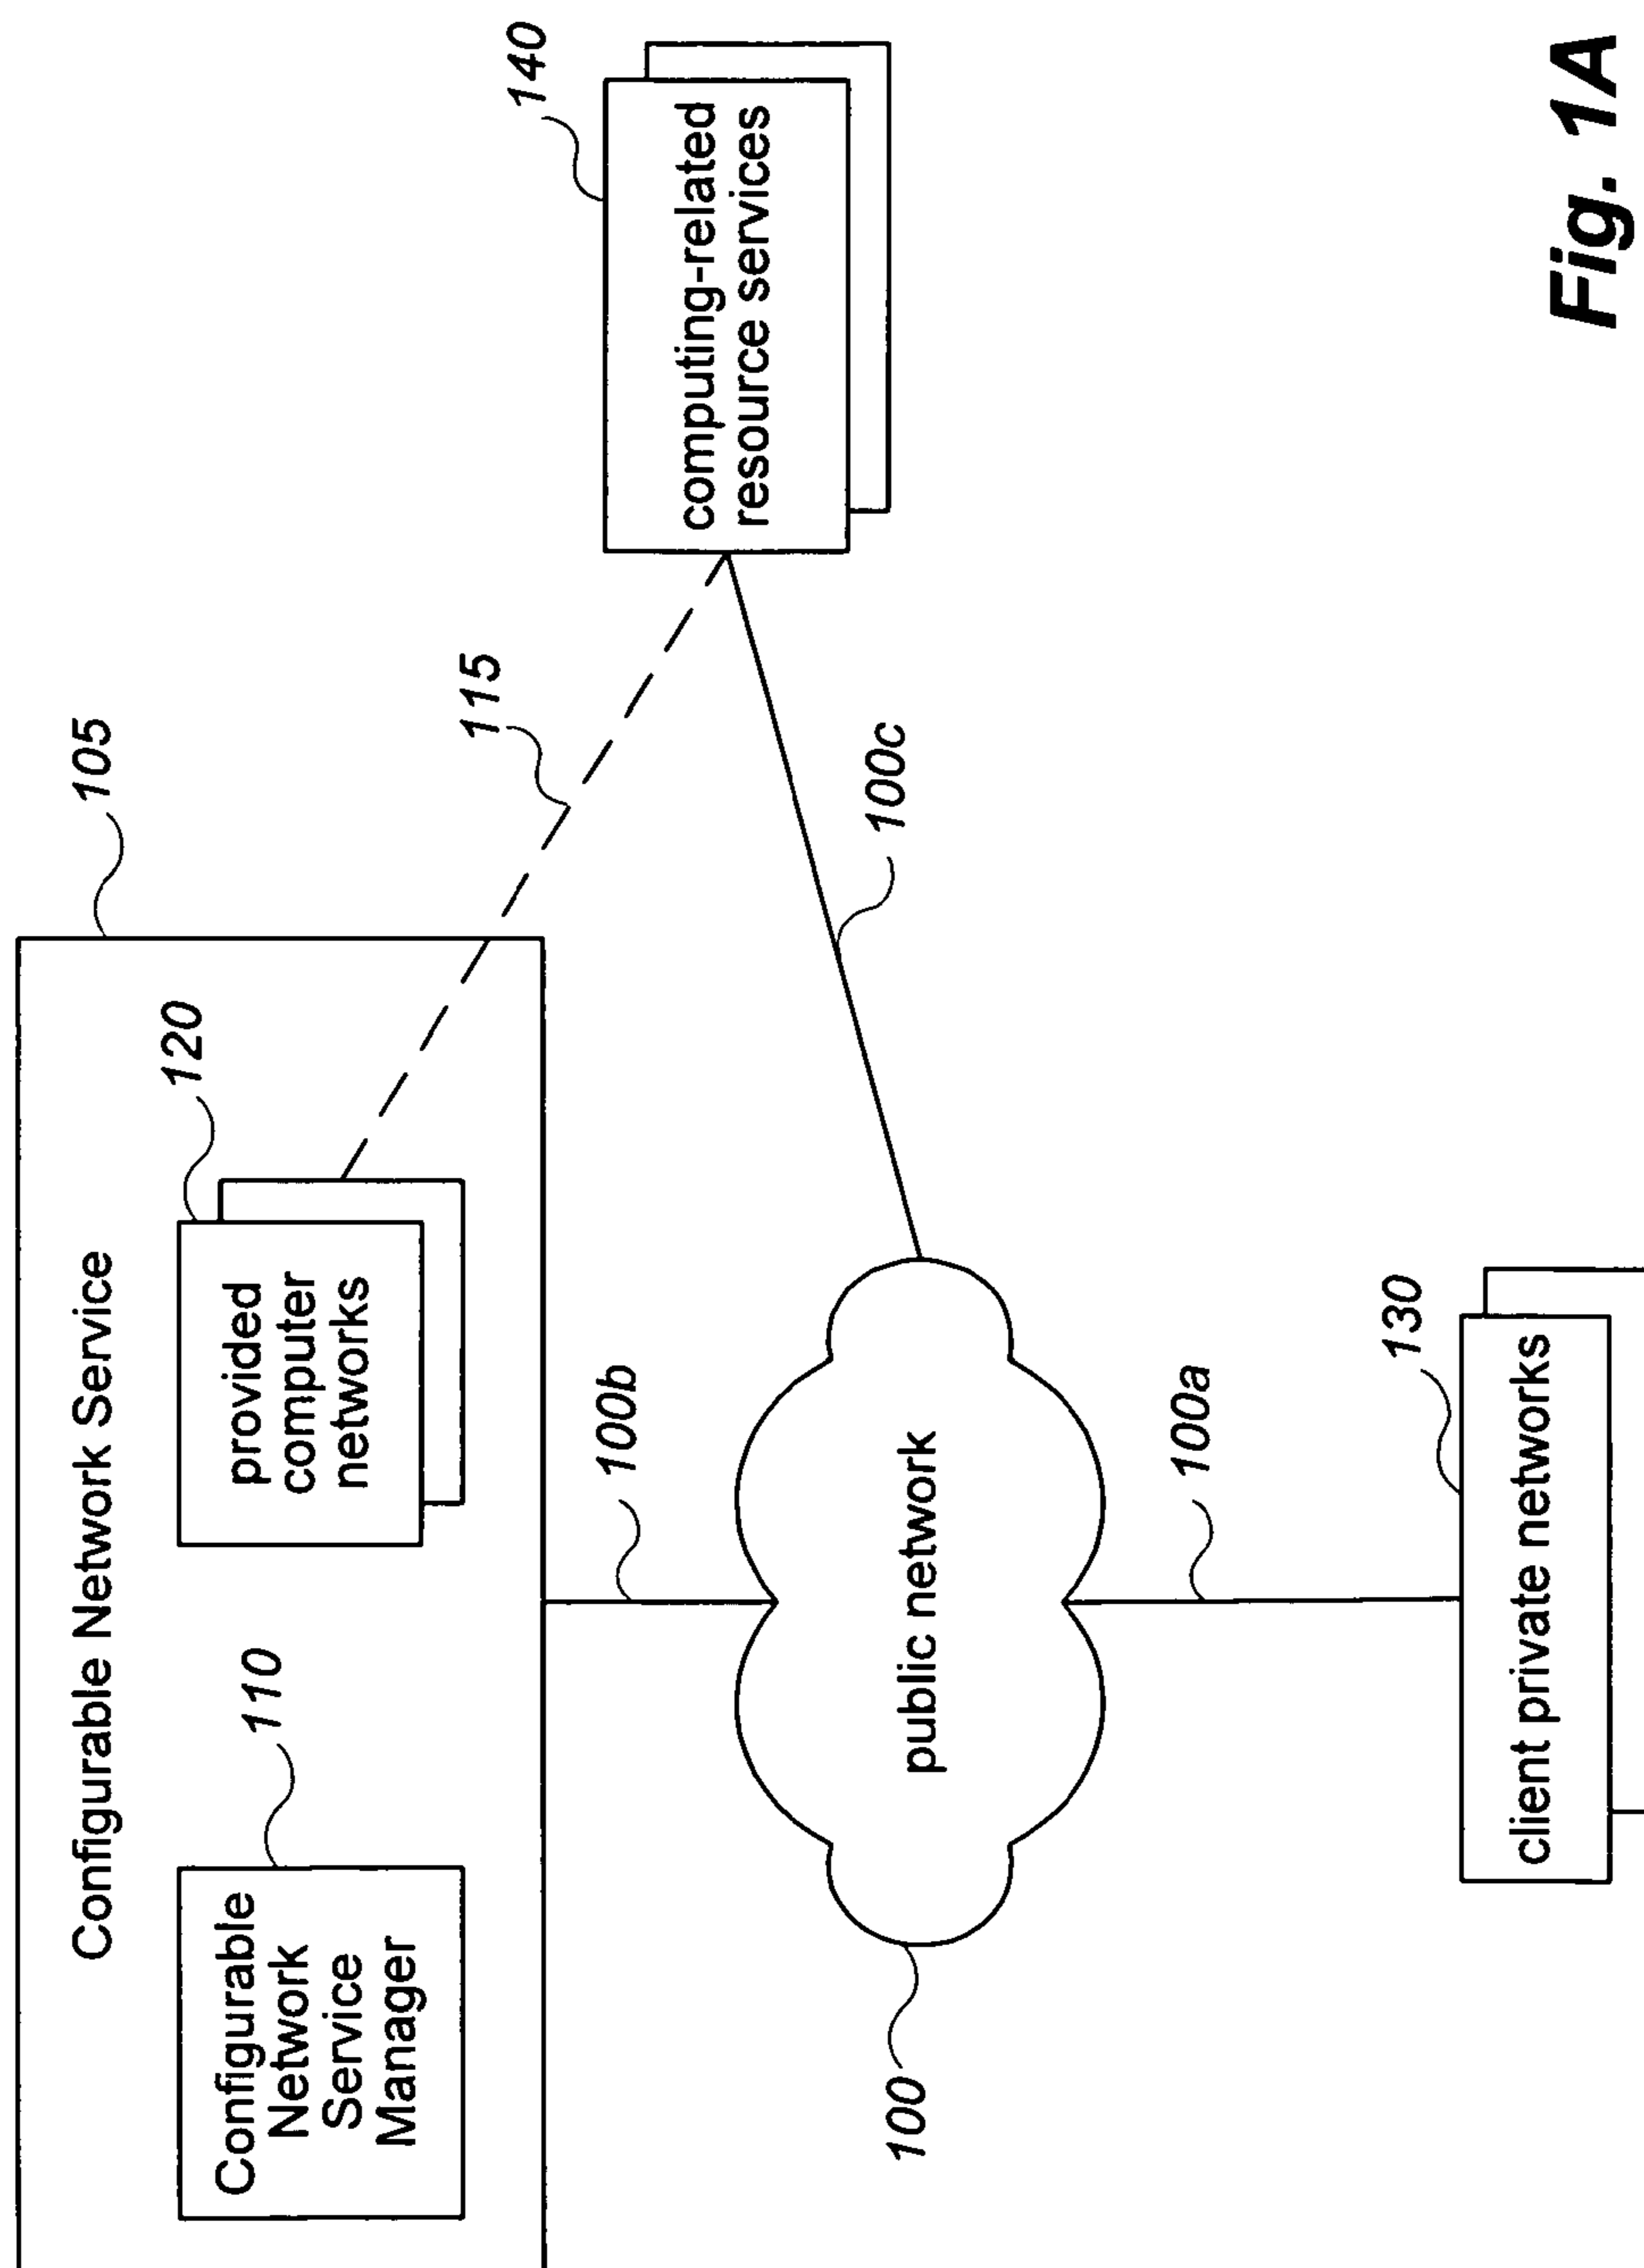 Configurable Network Service
105
Configurable
Network
Service
Manager
110
provided
computer
networks
120
115
140
computing-related
resource services
100b
100c
100
public network
100a
130
client private networks
Fig. 1A